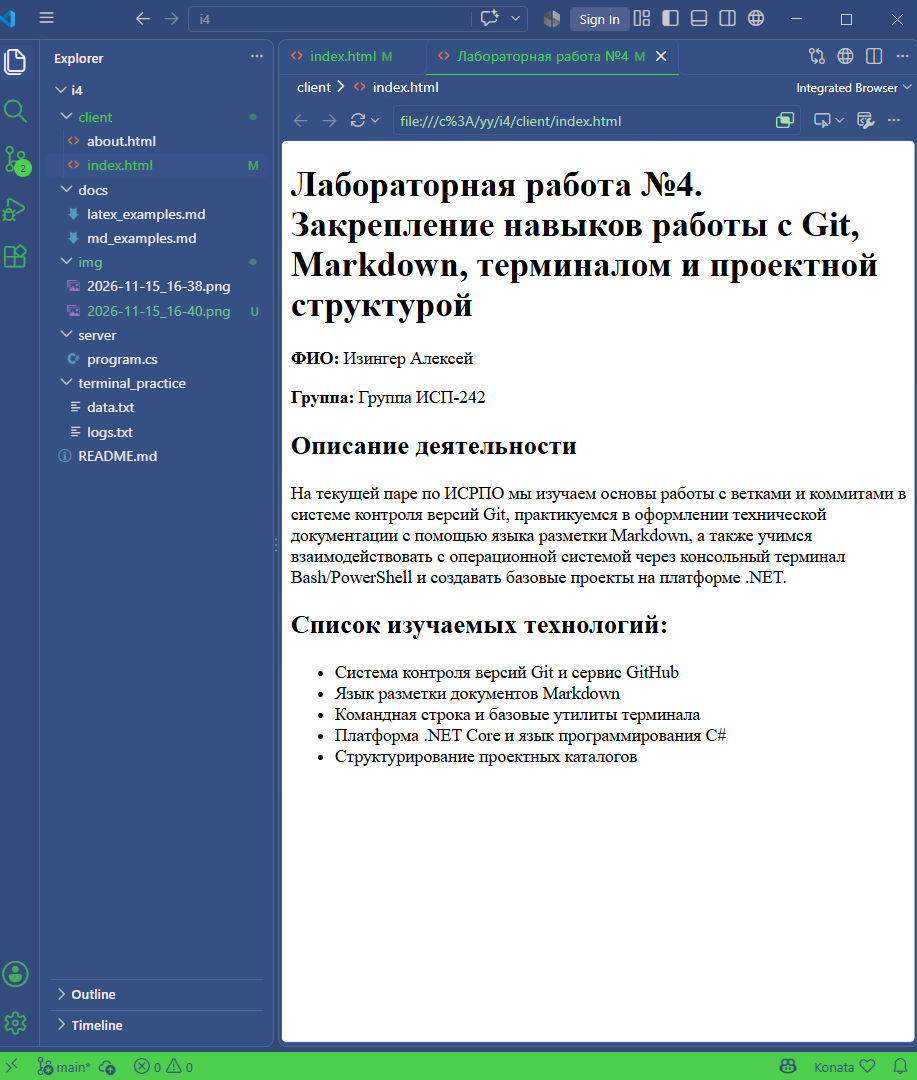 i4
Sign In
Explorer
i4
client
about.html
index.html M
docs
latex_examples.md
md_examples.md
img
2026-11-15_16-38.png
2026-11-15_16-40.png U
server
program.cs
terminal_practice
data.txt
logs.txt
README.md
Outline
Timeline
2
index.html M
Лабораторная работа №4 M
client > index.html
Integrated Browser
file:///c%3A/yy/i4/client/index.html
Лабораторная работа №4.
Закрепление навыков работы с Git,
Markdown, терминалом и проектной
структурой
ФИО: Изингер Алексей
Группа: Группа ИСП-242
Описание деятельности
На текущей паре по ИСРПО мы изучаем основы работы с ветками и коммитами в
системе контроля версий Git, практикуемся в оформлении технической
документации с помощью языка разметки Markdown, а также учимся
взаимодействовать с операционной системой через консольный терминал
Bash/PowerShell и создавать базовые проекты на платформе .NET.
Список изучаемых технологий:
• Система контроля версий Git и сервис GitHub
• Язык разметки документов Markdown
• Командная строка и базовые утилиты терминала
• Платформа .NET Core и язык программирования C#
• Структурирование проектных каталогов
main* 0 0
Konata